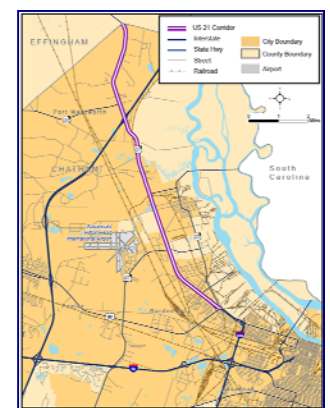 US 21 Corridor
Interstate
State Hwy
Street
Railroad
City Boundary
County Boundary
Airport
EFFINGHAM
Port Wentworth
CHATHAM
South
Carolina
International Airport
Pooler